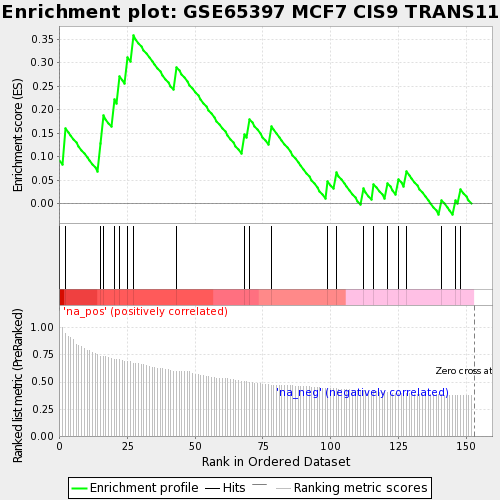 Enrichment plot: GSE65397 MCF7 CIS9 TRANS11
Enrichment score (ES)
0.35
0.30
0.25
0.20
0.15
0.10
0.05
0.00
'na_pos' (positively correlated)
Ranked list metric (PreRanked)
1.00
0.75
0.50
0.25
0.00
Zero cross at
'na_neg' (negatively correlated)
0 25 50 75 100 125 150
Rank in Ordered Dataset
Enrichment profile Hits Ranking metric scores